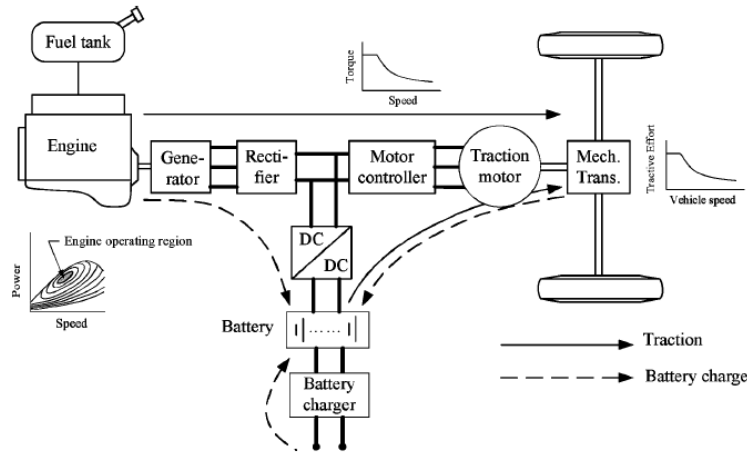 Fuel tank
Torque
Speed
Engine
Gene-
rator
Recti-
fier
Motor
controller
Traction
motor
Mech.
Trans.
Tractive Effort
Vehicle speed
DC
DC
Engine operating region
Power
Speed
Battery
Traction
Battery charge
Battery
charger